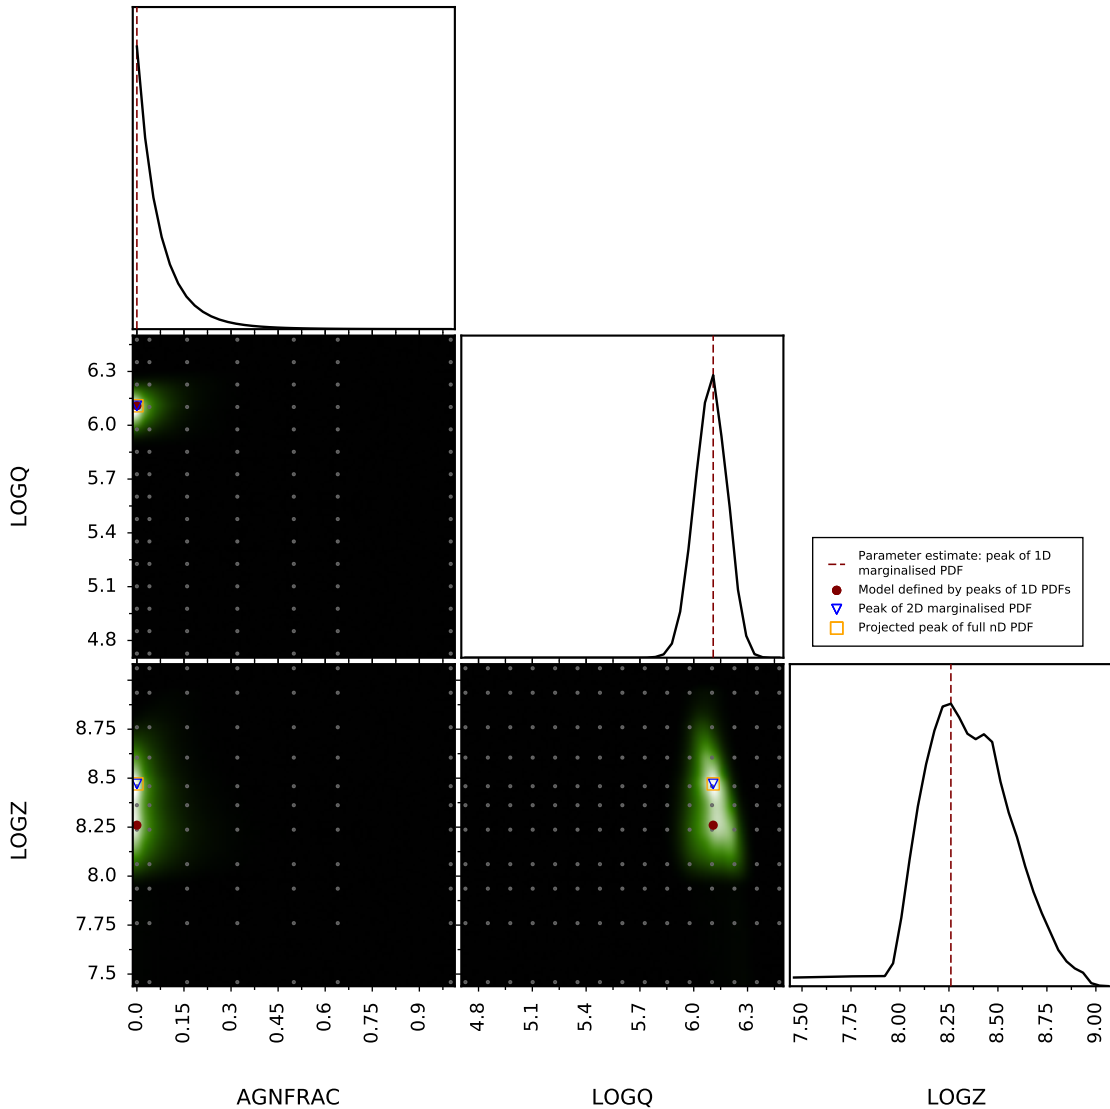 LOGQ
6.3
6.0
5.7
5.4
5.1
4.8
Parameter estimate: peak of 1D
marginalised PDF
Model defined by peaks of 1D PDFs
Peak of 2D marginalised PDF
Projected peak of full nD PDF
LOGZ
8.75
8.5
8.25
8.0
7.75
7.5
0.0 0.15 0.3 0.45 0.6 0.75 0.9 4.8 5.1 5.4 5.7 6.0 6.3 7.50 7.75 8.00 8.25 8.50 8.75 9.00
AGNFRAC LOGQ LOGZ